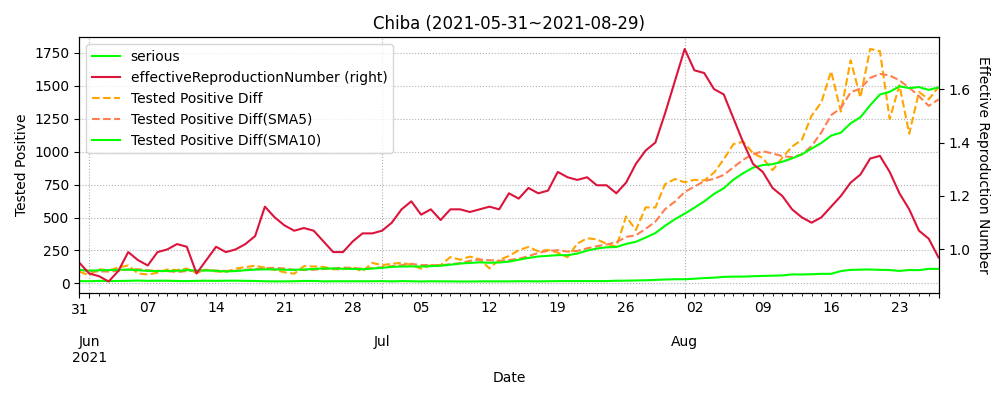 Chiba (2021-05-31~2021-08-29)
serious
effectiveReproductionNumber (right)
Tested Positive Diff
Tested Positive Diff(SMA5)
Tested Positive Diff(SMA10)
Tested Positive
1750
1500
1250
1000
750
500
250
0
Effective Reproduction Number
1.6
1.4
1.2
1.0
31 07 14 21 28 05 12 19 26 02 09 16 23
Jun Jul Aug
2021
Date